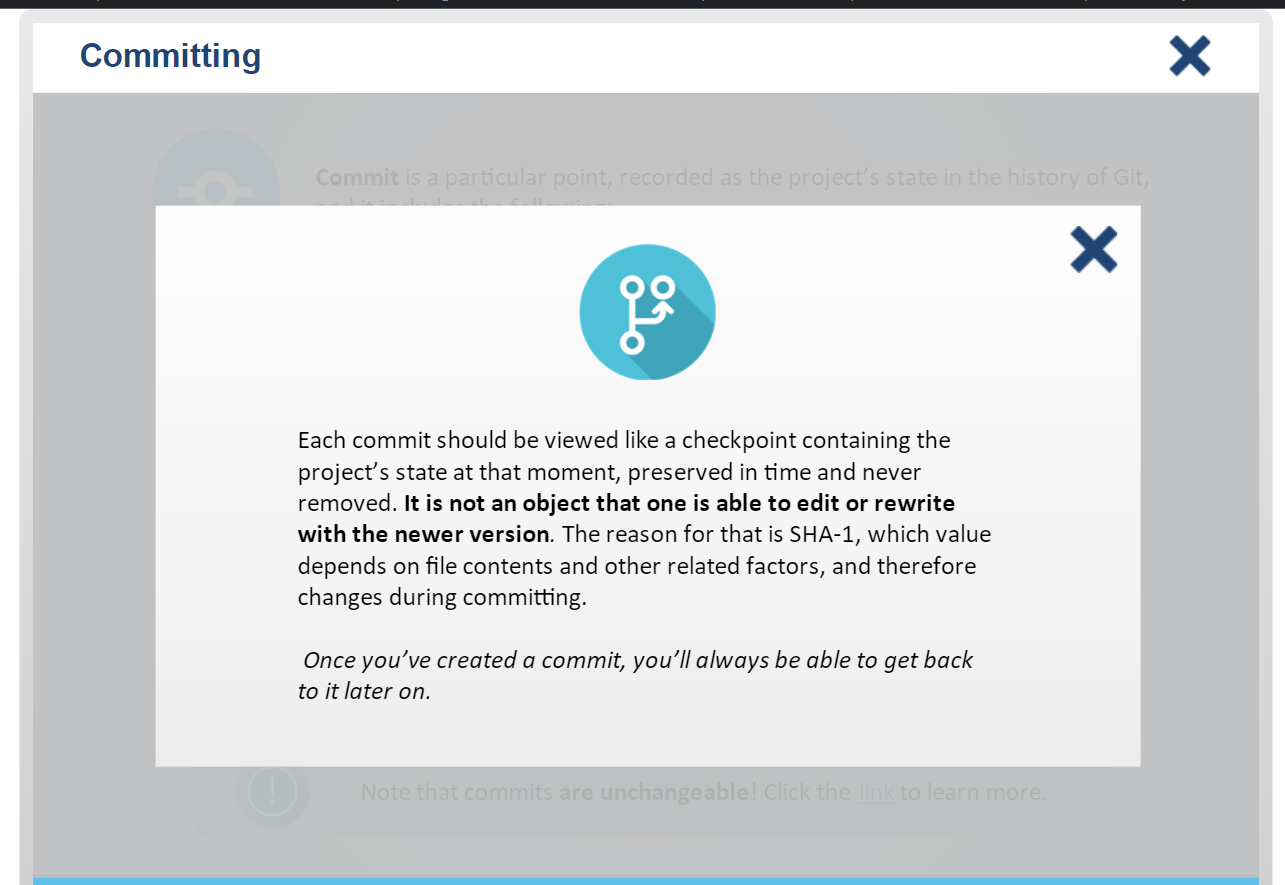 Committing
Commit is a particular point, recorded as the project's state in the history of Git,
and it includes the following:
Each commit should be viewed like a checkpoint containing the
project's state at that moment, preserved in time and never
removed. It is not an object that one is able to edit or rewrite
with the newer version. The reason for that is SHA-1, which value
depends on file contents and other related factors, and therefore
changes during committing.
Once you've created a commit, you'll always be able to get back
to it later on.
Note that commits are unchangeable! Click the link to learn more.